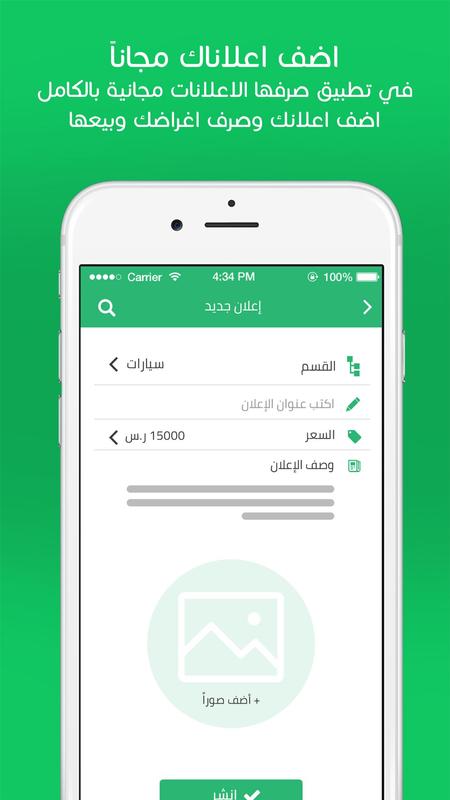 اضف اعلاناك مجاناً
في تطبيق صرفها الاعلانات مجانية بالكامل
اضف اعلانك وصرف اغراضك وبيعها
Carrier 4:34 PM 100%
إعلان جديد
القسم سيارات
اكتب عنوان الإعلان
السعر 15000 ر.س
وصف الإعلان
+ أضف صوراً
انشر